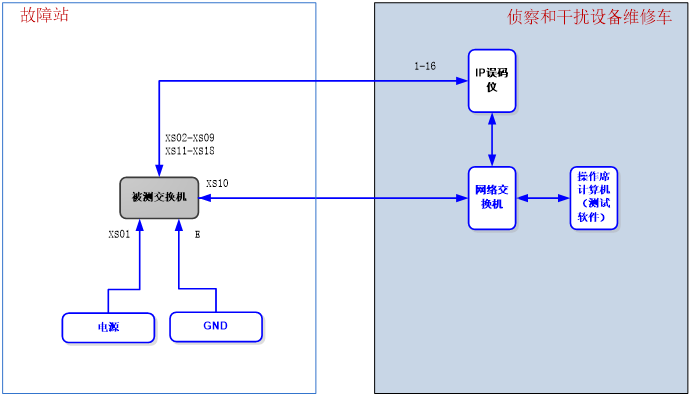 故障站
侦察和干扰设备维修车
1-16
IP误码
仪
XS02-XS09
XS11-XS18
被测交换机
XS10
网络交
换机
操作席
计算机
（测试
软件）
XS01
E
电源
GND